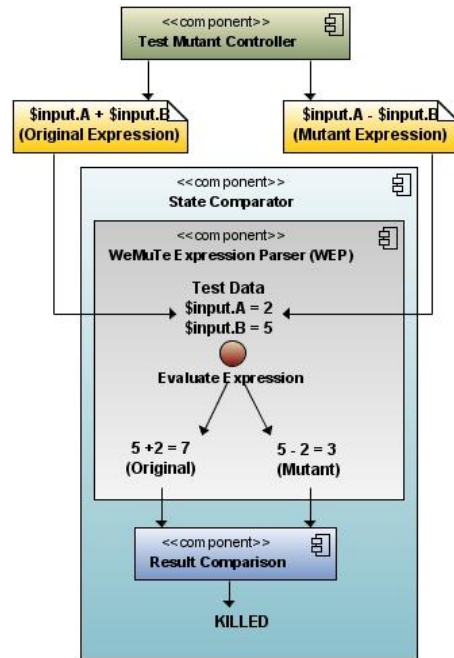 <<component>>
Test Mutant Controller
$input.A + $input.B
(Original Expression)
$input.A - $input.B
(Mutant Expression)
<<component>>
State Comparator
<<component>>
WeMuTe Expression Parser (WEP)
Test Data
$input.A = 2
$input.B = 5
Evaluate Expression
5 +2 = 7
(Original)
5 - 2 = 3
(Mutant)
<<component>>
Result Comparison
KILLED